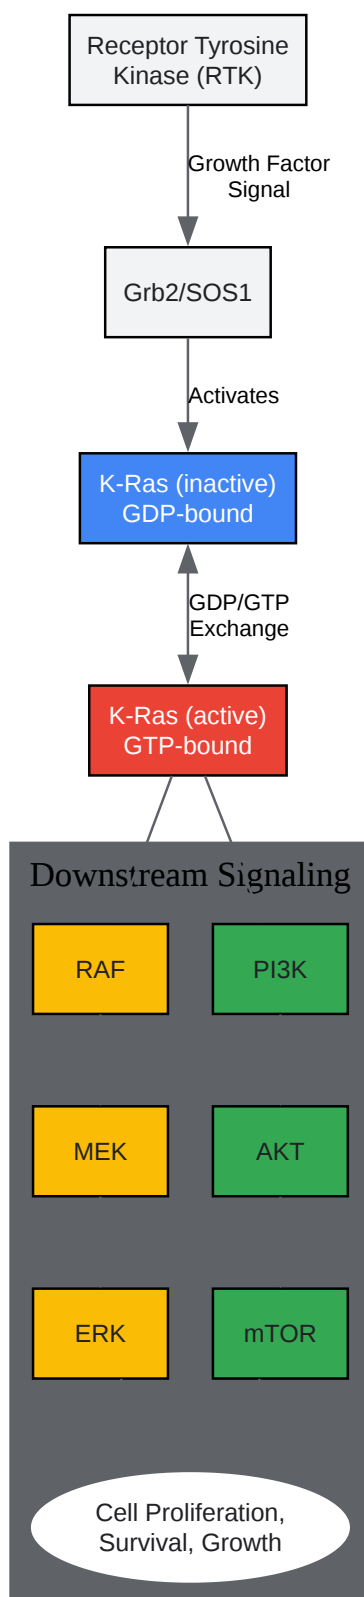 Receptor Tyrosine
Kinase (RTK)
Growth Factor
Signal
Grb2/SOS1
Activates
K-Ras (inactive)
GDP-bound
GDP/GTP
Exchange
K-Ras (active)
GTP-bound
Downstream Signaling
RAF
PI3K
MEK
AKT
ERK
mTOR
Cell Proliferation,
Survival, Growth